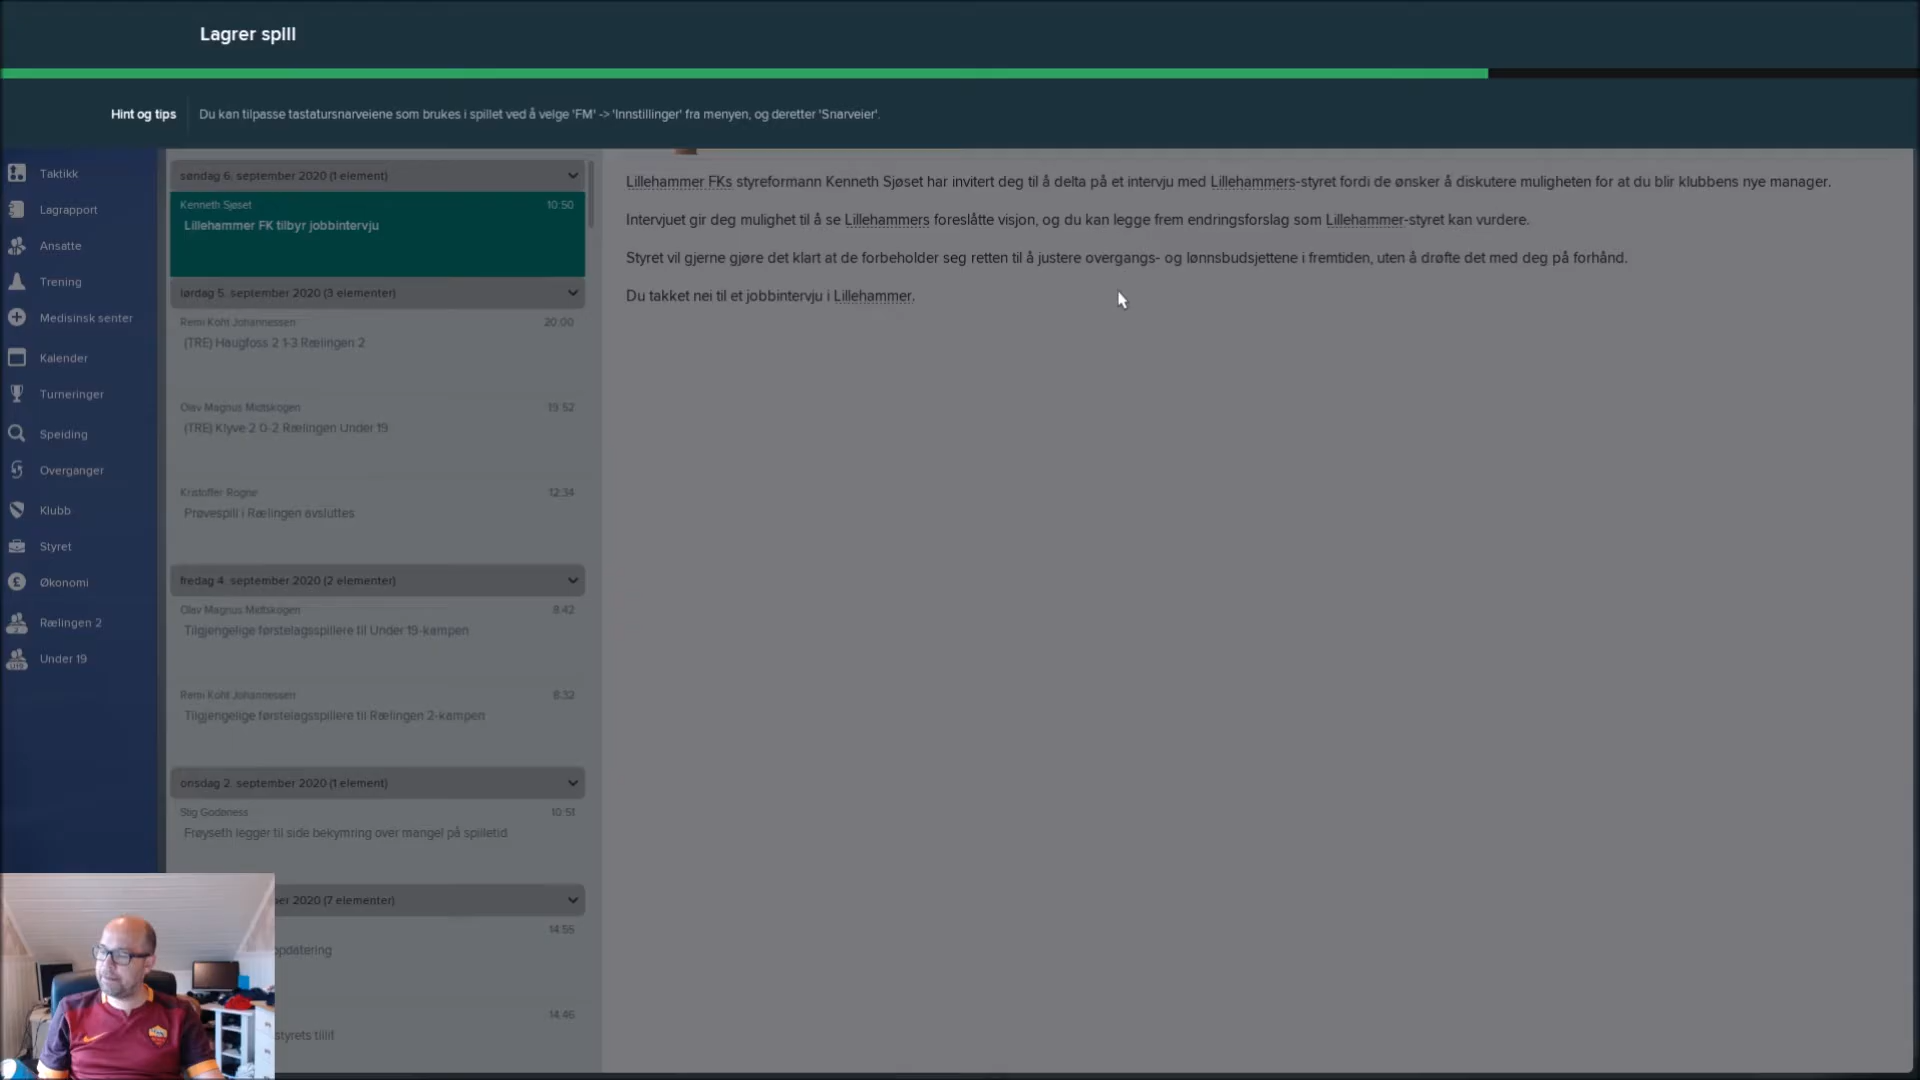 Lagrer spill
Hint og tips
Du kan tilpasse tastatursnarveiene som brukes i spillet ved å velge 'FM' -> 'Innstillinger' fra menyen, og deretter 'Snarveier'.
Taktikk
Lagrapport
Ansatte
Trening
Medisinsk senter
Kalender
Turneringer
Speiding
Overganger
Klubb
Styret
Økonomi
Rælingen 2
Under 19
søndag 6. september 2020 (1 element)
Kenneth Sjøset 10:50
Lillehammer FK tilbyr jobbintervju
lørdag 5. september 2020 (3 elementer)
Remi Koht Johannessen 20:00
(TRE) Haugfoss 2 1-3 Rælingen 2
Olav Magnus Midtskogen 19:52
(TRE) Klyve 2 0-2 Rælingen Under 19
Kristoffer Rogne 12:34
Prøvespill i Rælingen avsluttes
fredag 4. september 2020 (2 elementer)
Olav Magnus Midtskogen 8:42
Tilgjengelige førstelagsspillere til Under 19-kampen
Remi Koht Johannessen 8:32
Tilgjengelige førstelagsspillere til Rælingen 2-kampen
onsdag 2. september 2020 (1 element)
Stig Godøness 10:51
Frøyseth legger til side bekymring over mangel på spilletid
er 2020 (7 elementer)
14:55
pdatering
14:46
styrets tillit
Lillehammer FKs styreformann Kenneth Sjøset har invitert deg til å delta på et intervju med Lillehammers-styret fordi de ønsker å diskutere muligheten for at du blir klubbens nye manager.
Intervjuet gir deg mulighet til å se Lillehammers foreslåtte visjon, og du kan legge frem endringsforslag som Lillehammer-styret kan vurdere.
Styret vil gjerne gjøre det klart at de forbeholder seg retten til å justere overgangs- og lønnsbudsjettene i fremtiden, uten å drøfte det med deg på forhånd.
Du takket nei til et jobbintervju i Lillehammer.